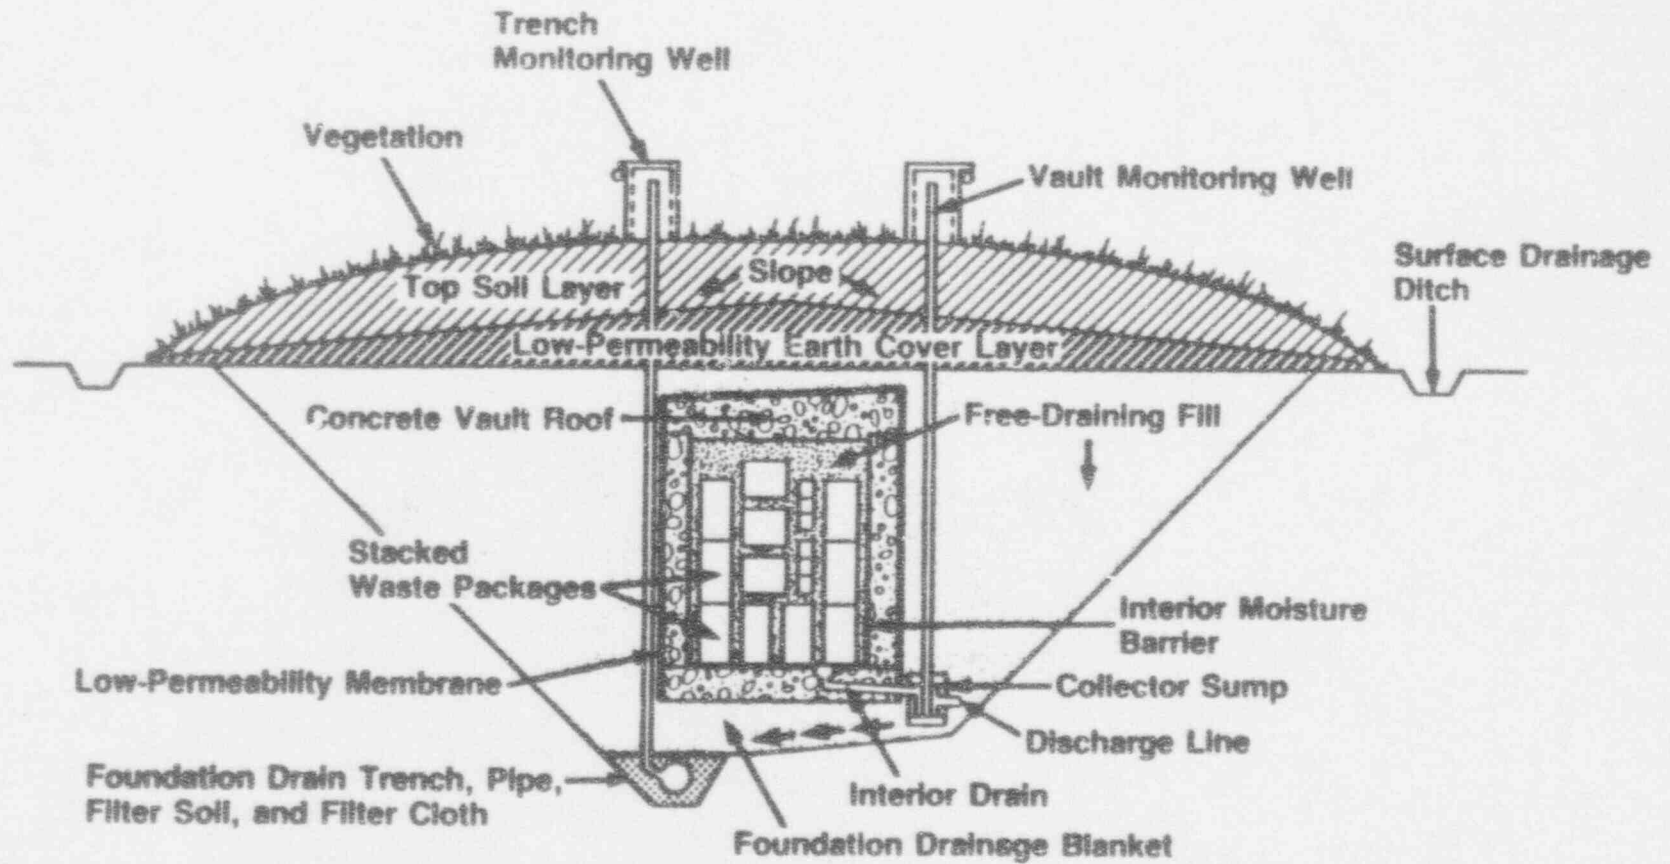 Trench
Monitoring Well
Vegetation
Vault Monitoring Well
Surface Drainage
Ditch
Slope
Top Soil Layer
Low-Permeability Earth Cover Layer
Concrete Vault Roof
Free-Draining Fill
Stacked
Waste Packages
Interior Moisture
Barrier
Low-Permeability Membrane
Collector Sump
Discharge Line
Foundation Drain Trench, Pipe,
Filter Soil, and Filter Cloth
Interior Drain
Foundation Drainage Blanket